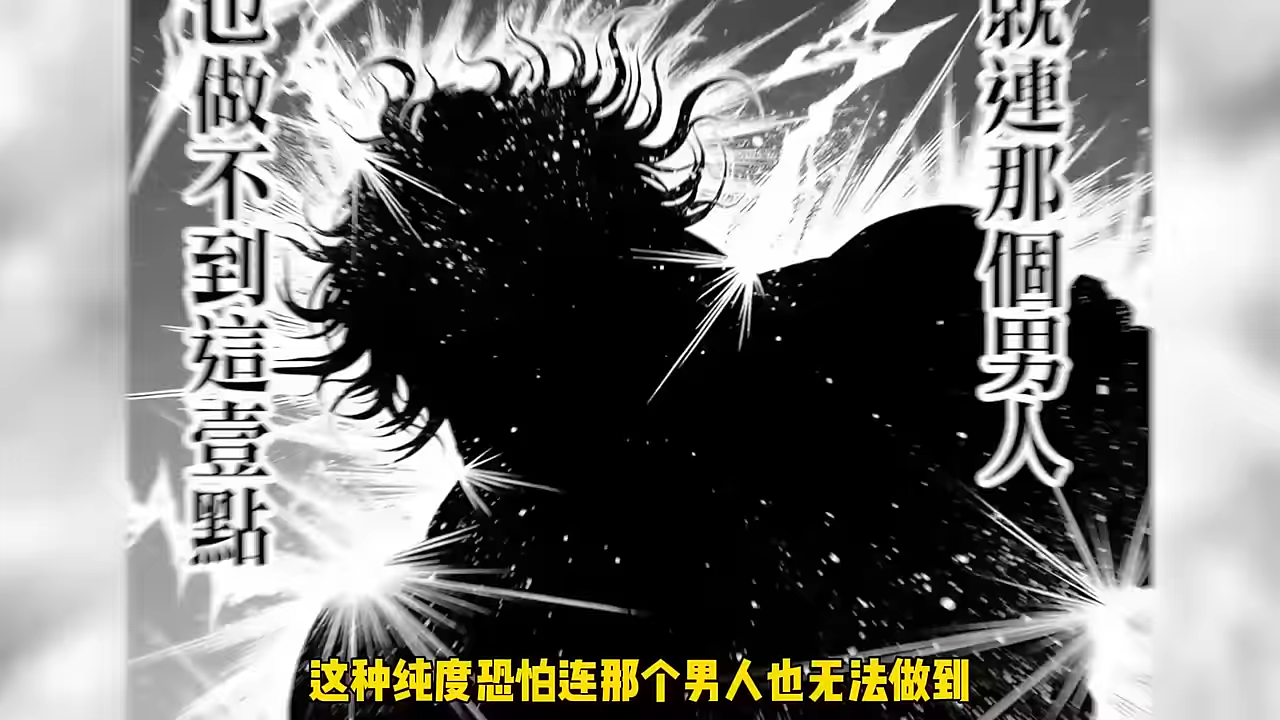 就連那個男人
也做不到這壹點
这种纯度恐怕连那个男人也无法做到